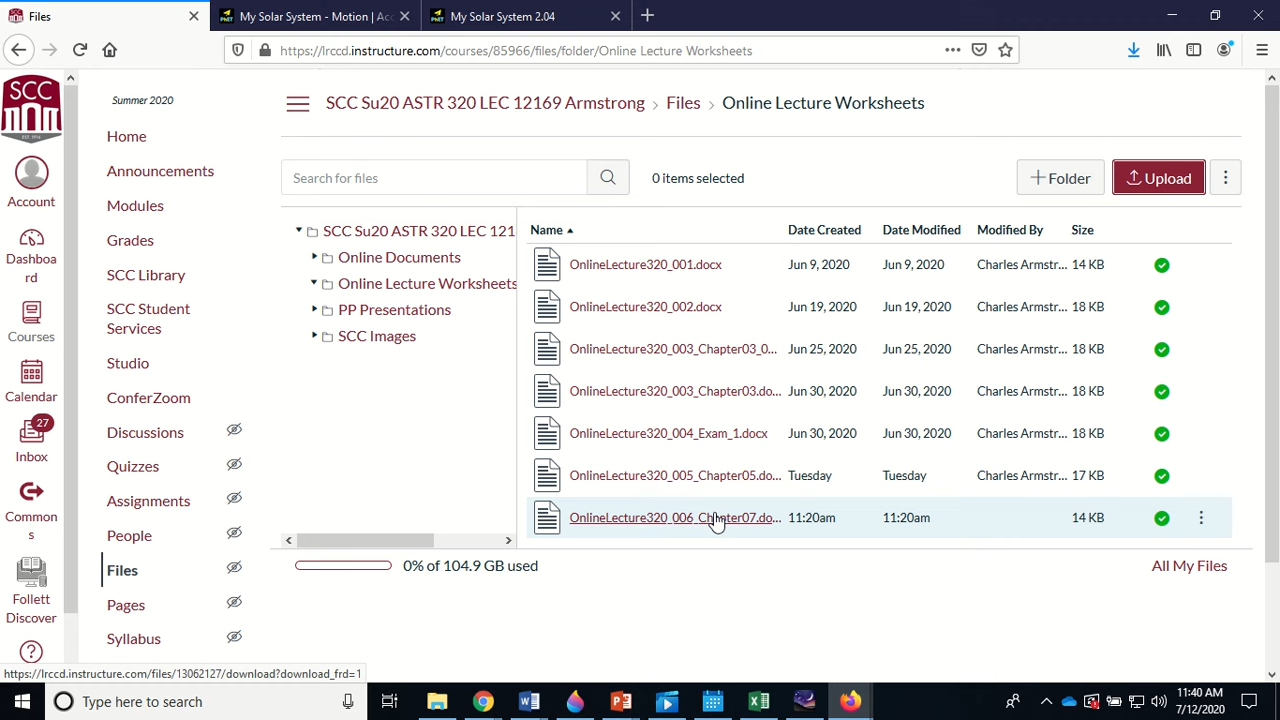 Files
My Solar System - Motion | Acc
My Solar System 2.04
https://lrccd.instructure.com/courses/85966/files/folder/Online Lecture Worksheets
SCC
Account
Dashboa
rd
Courses
Calendar
27
Inbox
Common
s
Follett
Discover
Summer 2020
Home
Announcements
Modules
Grades
SCC Library
SCC Student
Services
Studio
ConferZoom
Discussions
Quizzes
Assignments
People
Files
Pages
Syllabus
SCC Su20 ASTR 320 LEC 12169 Armstrong › Files › Online Lecture Worksheets
Search for files
0 items selected
+Folder
Upload
SCC Su20 ASTR 320 LEC 121
Online Documents
Online Lecture Worksheets
PP Presentations
SCC Images
Name Date Created Date Modified Modified By Size
OnlineLecture320_001.docx Jun 9, 2020 Jun 9, 2020 Charles Armstr... 14 KB
OnlineLecture320_002.docx Jun 19, 2020 Jun 19, 2020 Charles Armstr... 18 KB
OnlineLecture320_003_Chapter03_0... Jun 25, 2020 Jun 25, 2020 Charles Armstr... 18 KB
OnlineLecture320_003_Chapter03.do... Jun 30, 2020 Jun 30, 2020 Charles Armstr... 18 KB
OnlineLecture320_004_Exam_1.docx Jun 30, 2020 Jun 30, 2020 Charles Armstr... 18 KB
OnlineLecture320_005_Chapter05.do... Tuesday Tuesday Charles Armstr... 17 KB
OnlineLecture320_006_Chapter07.do... 11:20am 11:20am 14 KB
0% of 104.9 GB used
All My Files
https://lrccd.instructure.com/files/13062127/download?download_frd=1
Type here to search
11:40 AM
7/12/2020